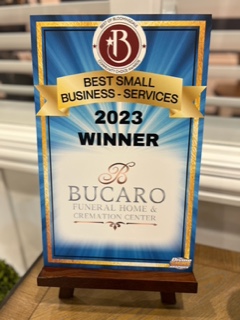 B
BEST SMALL
BUSINESS - SERVICES
2023
WINNER
B
BUCARO
FUNERAL HOME &
CREMATION CENTER